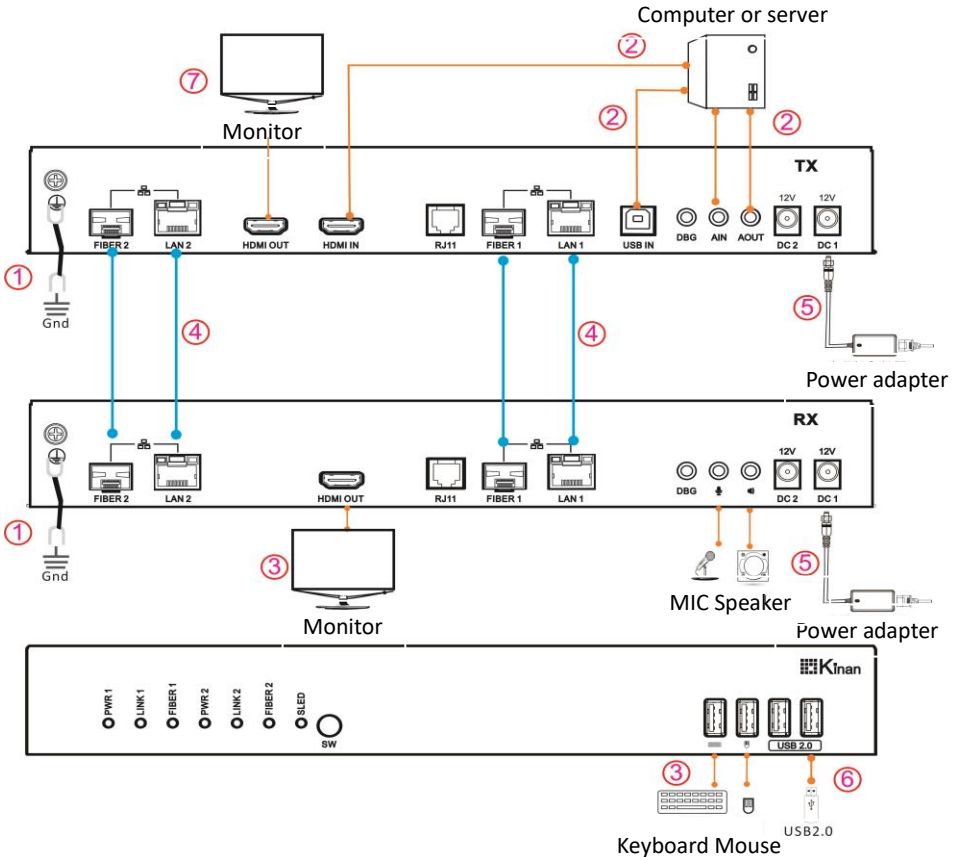 Computer or server
②
⑦
②
②
Monitor
TX
12V 12V
FIBER 2 LAN 2 HDMI OUT HDMI IN RJ11 FIBER 1 LAN 1 USB IN DBG AIN AOUT DC 2 DC 1
①
Gnd
④
④
⑤
Power adapter
RX
12V 12V
FIBER 2 LAN 2 HDMI OUT RJ11 FIBER 1 LAN 1 DBG DC 2 DC 1
①
Gnd
③
⑤
MIC Speaker
Monitor
Power adapter
Kinan
PWR 1 LINK 1 FIBER 1 PWR 2 LINK 2 FIBER 2 SLED
SW
USB 2.0
③
⑥
USB2.0
Keyboard Mouse